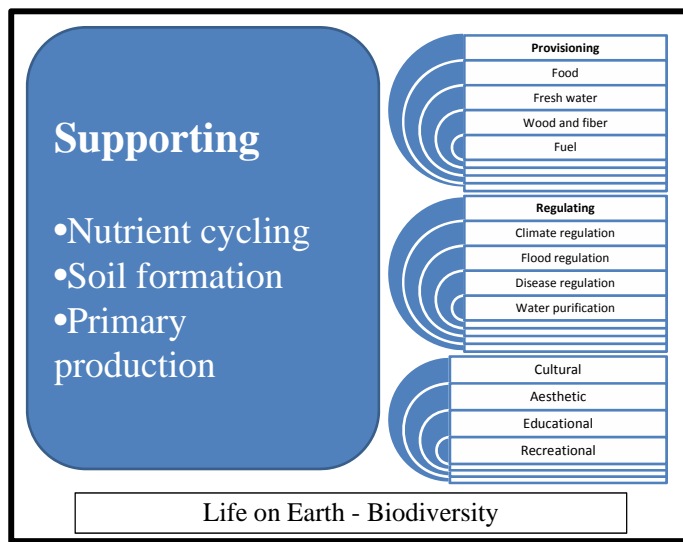 Supporting
•Nutrient cycling
•Soil formation
•Primary
production
Provisioning
Food
Fresh water
Wood and fiber
Fuel
Regulating
Climate regulation
Flood regulation
Disease regulation
Water purification
Cultural
Aesthetic
Educational
Recreational
Life on Earth - Biodiversity